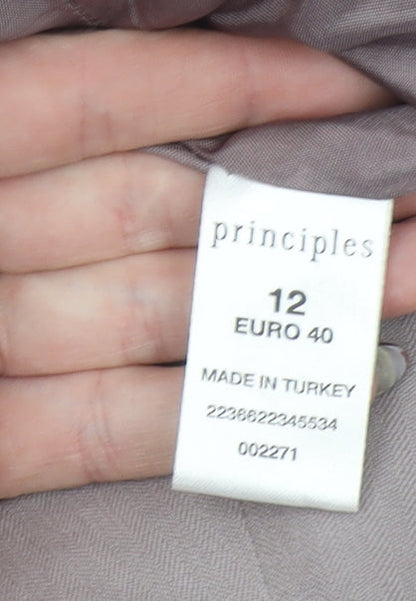 principles
12
EURO 40
MADE IN TURKEY
2236622345534
002271